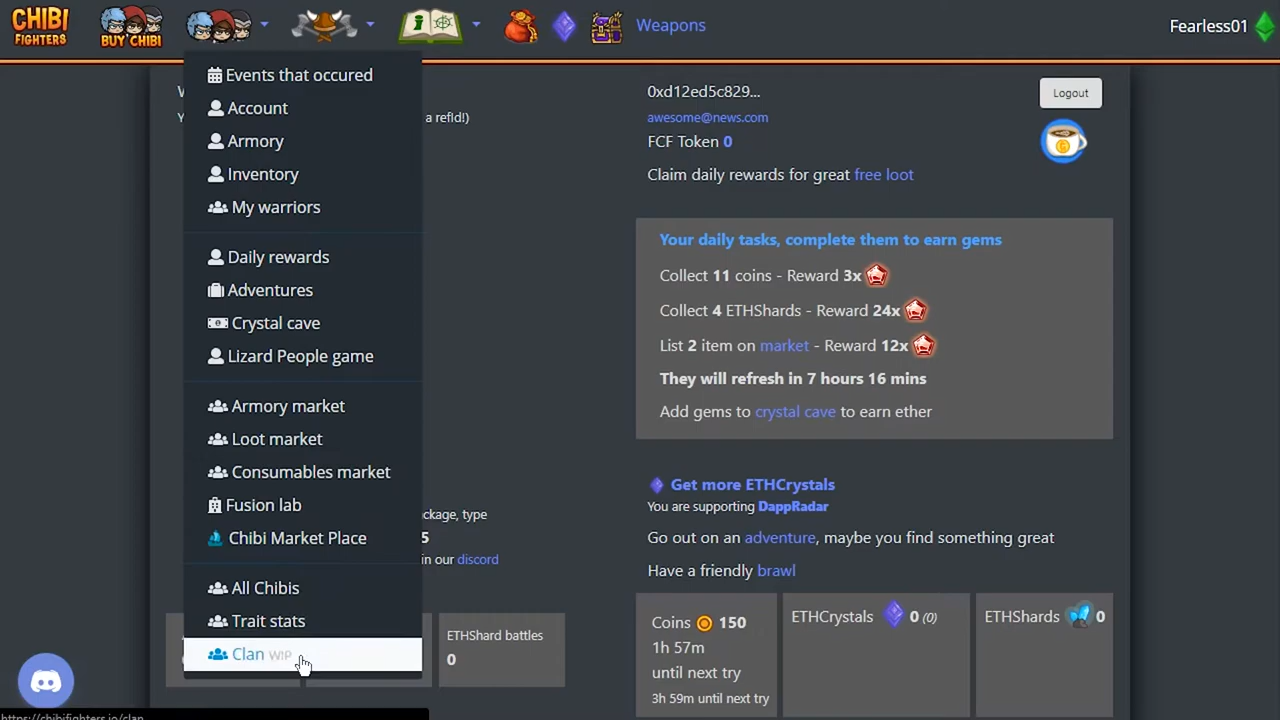 CHIBI
FIGHTERS
BUY CHIBI
Weapons
Fearless01
Events that occured
Account
Armory
Inventory
My warriors
Daily rewards
Adventures
Crystal cave
Lizard People game
Armory market
Loot market
Consumables market
Fusion lab
Chibi Market Place
All Chibis
Trait stats
Clan WIP
a refId!)
ckage, type
5
in our discord
ETHShard battles
0
0xd12ed5c829...
Logout
awesome@news.com
FCF Token 0
Claim daily rewards for great free loot
Your daily tasks, complete them to earn gems
Collect 11 coins - Reward 3x
Collect 4 ETHShards - Reward 24x
List 2 item on market - Reward 12x
They will refresh in 7 hours 16 mins
Add gems to crystal cave to earn ether
Get more ETHCrystals
You are supporting DappRadar
Go out on an adventure, maybe you find something great
Have a friendly brawl
Coins 150
1h 57m
until next try
3h 59m until next try
ETHCrystals 0 (0)
ETHShards 0
https://chibifighters.io/clan